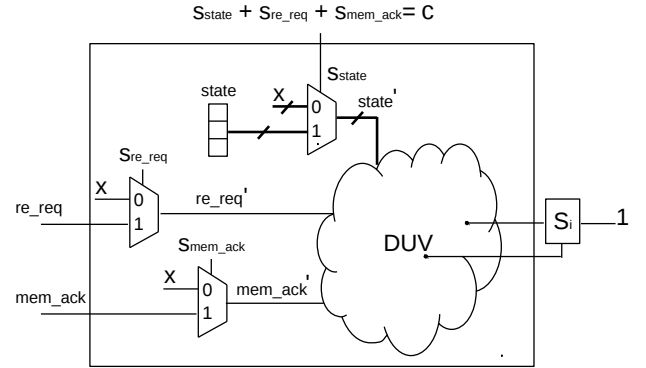 Sstate + Sre_req + Smem_ack= C
Sstate
state
x
0
state'
1
Sre_req
x
0
re_req'
re_req
1
Smem_ack
DUV
Si
1
x
0
mem_ack'
mem_ack
1